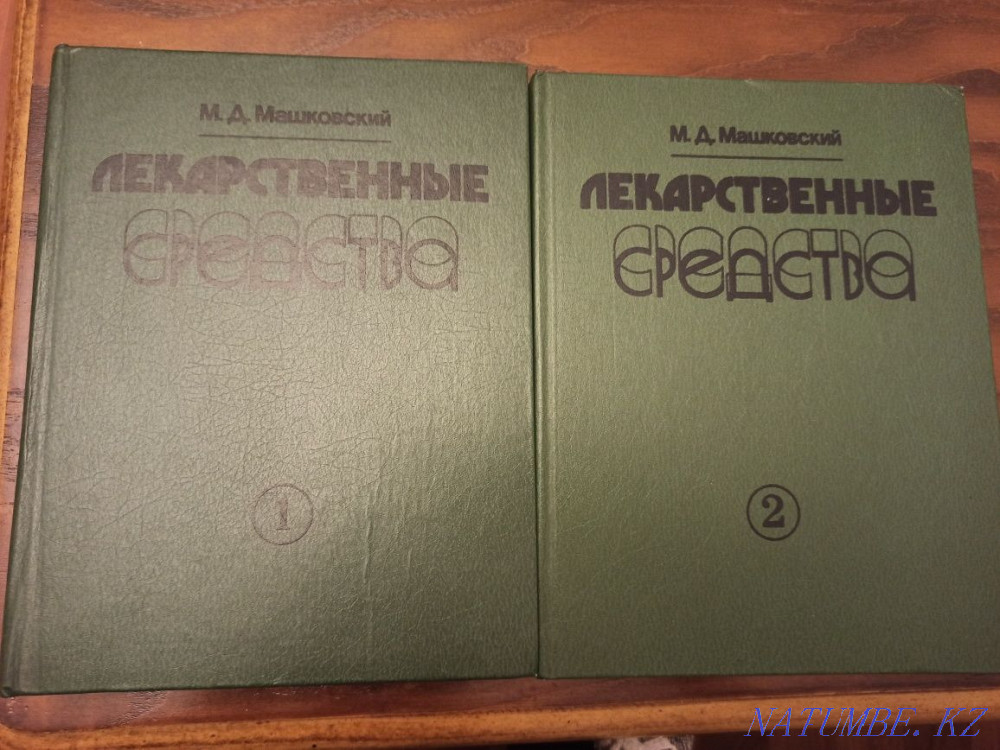 М. Д. Машковский
ЛЕКАРСТВЕННЫЕ
СРЕДСТВА
1
М. Д. Машковский
ЛЕКАРСТВЕННЫЕ
СРЕДСТВА
2
NATUMBE. KZ